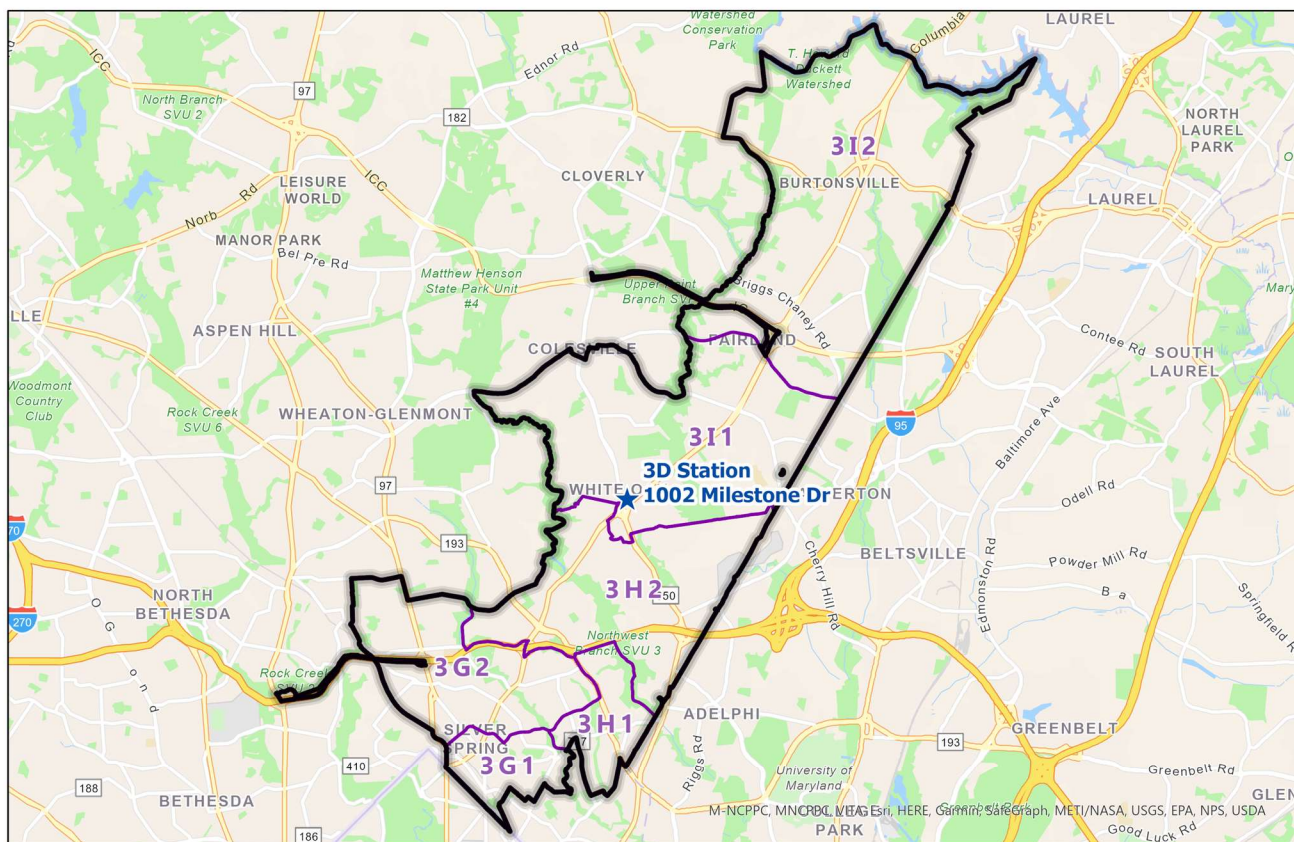 Watershed
Conservation
Park
LAUREL
Columbia
ICC
Ednor Rd
T. Howard
Duckett
Watershed
North Branch
SVU 2
97
182
NORTH
LAUREL
PARK
3I2
CLOVERLY
BURTONSVILLE
LEISURE
WORLD
ICC
Norb Rd
LAUREL
MANOR PARK
Bel Pre Rd
Matthew Henson
State Park Unit
#4
Briggs Chaney Rd
ASPEN HILL
FAIRLAND
Contee Rd
COLESVILLE
SOUTH
LAUREL
Woodmont
Country
Club
Rock Creek
SVU 6
WHEATON-GLENMONT
95
Baltimore Ave
3I1
3D Station
1002 Milestone Dr
WHITE O
ERTON
97
Odell Rd
193
BELTSVILLE
Powder Mill Rd
Cherry Hill Rd
Edmonston Rd
B a
NORTH
BETHESDA
3H2
50
270
Northwest
Branch SVU 3
Rock Creek
3G2
3H1
ADELPHI
SILVER
SPRING
Riggs Rd
GREENBELT
193
3G1
410
University of
Maryland
Greenbelt Rd
188
BETHESDA
186
COLLEGE
PARK
Greenbelt Park
M-NCPPC, MNCPPC, VITA, Esri, HERE, Garmin, SafeGraph, METI/NASA, USGS, EPA, NPS, USDA
Good Luck Rd